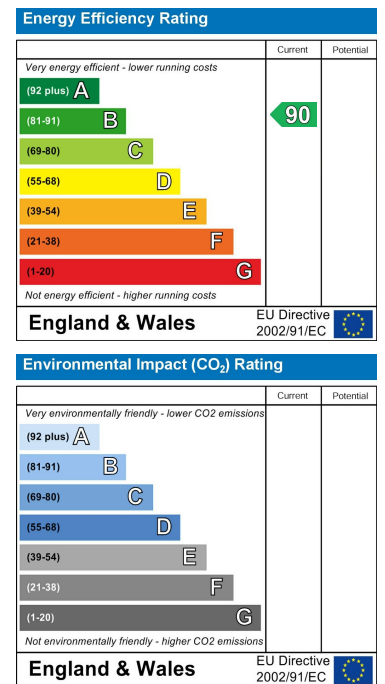 Energy Efficiency Rating
Current Potential
Very energy efficient - lower running costs
(92 plus) A
(81-91) B 90
(69-80) C
(55-68) D
(39-54) E
(21-38) F
(1-20) G
Not energy efficient - higher running costs
England & Wales
EU Directive
2002/91/EC
Environmental Impact (CO₂) Rating
Current Potential
Very environmentally friendly - lower CO2 emissions
(92 plus) A
(81-91) B
(69-80) C
(55-68) D
(39-54) E
(21-38) F
(1-20) G
Not environmentally friendly - higher CO2 emissions
England & Wales
EU Directive
2002/91/EC